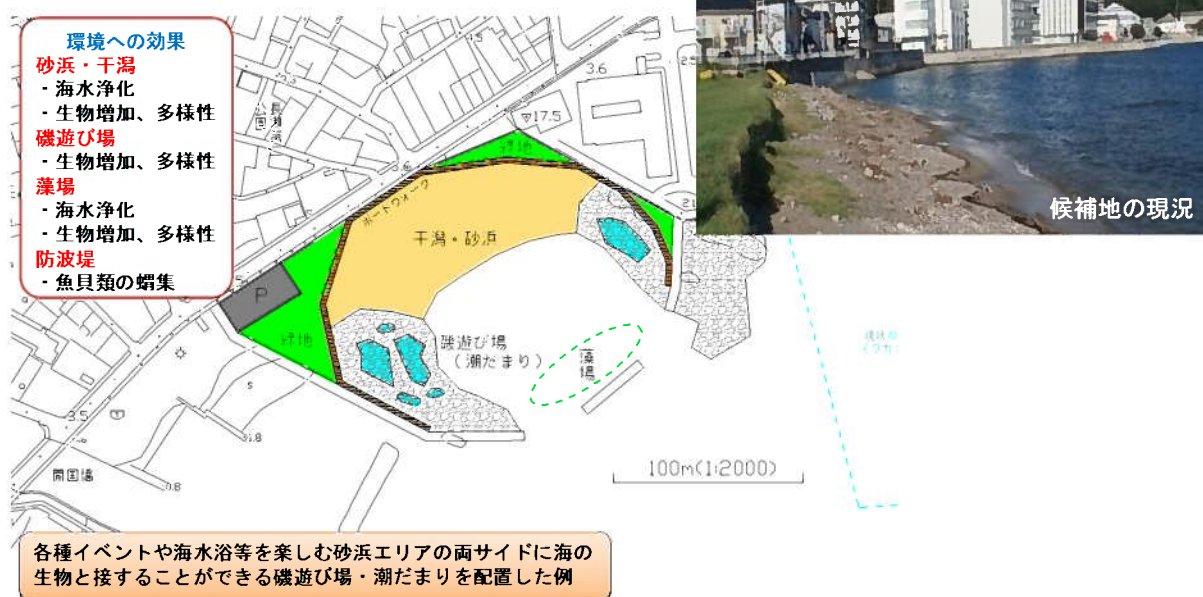 環境への効果
砂浜・干潟
・海水浄化
・生物増加、多様性
磯遊び場
・生物増加、多様性
藻場
・海水浄化
・生物増加、多様性
防波堤
・魚貝類の蝟集
候補地の現況
3.6
▽17.5
緑地
ボートウォーク
干潟・砂浜
P
緑地
磯遊び場
（潮だまり）
藻場
3.5
開国橋
100m(1:2000)
各種イベントや海水浴等を楽しむ砂浜エリアの両サイドに海の
生物と接することができる磯遊び場・潮だまりを配置した例